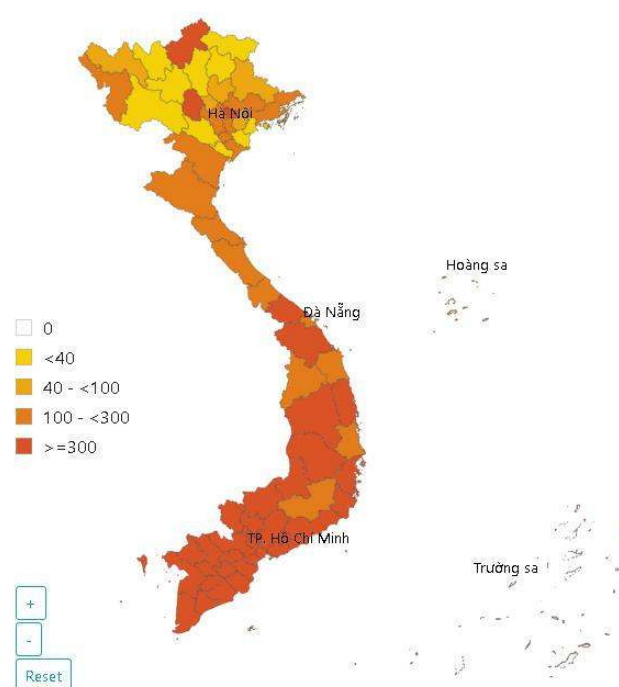 Hà Nội
Hoàng sa
Đà Nẵng
0
<40
40 - <100
100 - <300
>=300
TP. Hồ Chí Minh
Trường sa
+
-
Reset